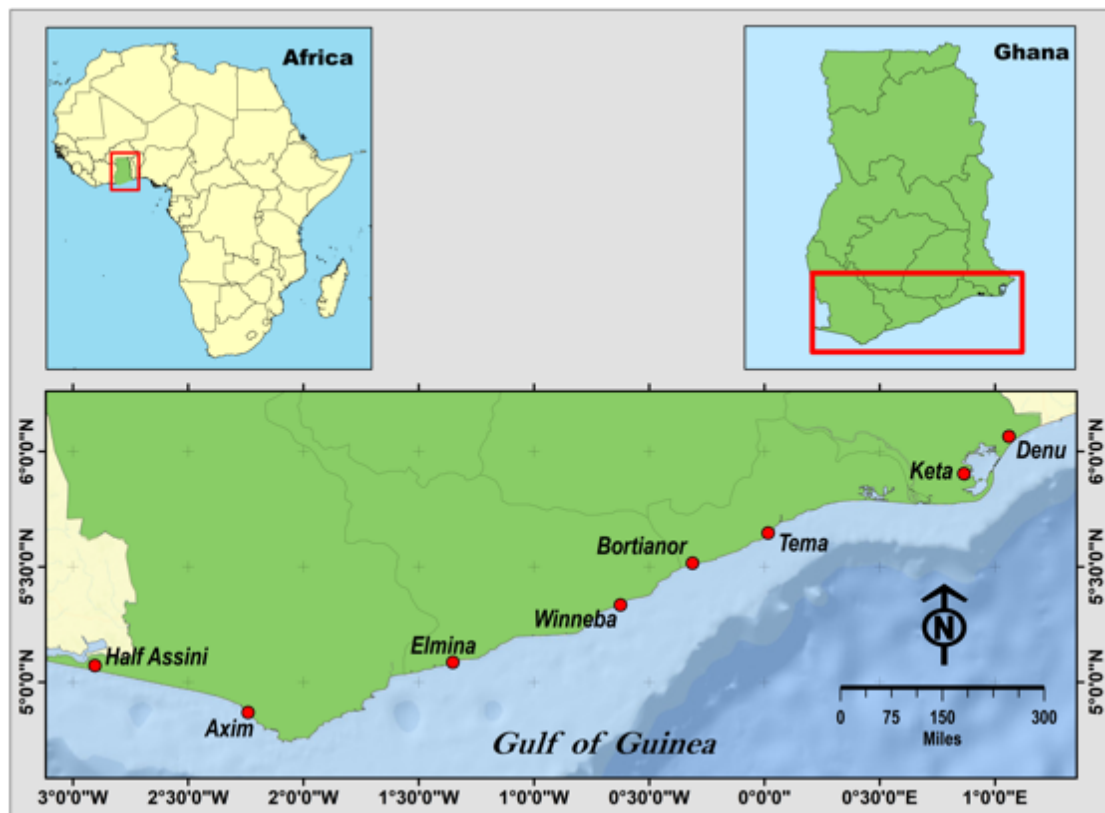 Africa
Ghana
6°0'0"N
5°30'0"N
5°0'0"N
Denu
Keta
Tema
Bortianor
Winneba
Elmina
Half Assini
Axim
Gulf of Guinea
N
0 75 150 300
Miles
6°0'0"N
5°30'0"N
5°0'0"N
3°0'0"W 2°30'0"W 2°0'0"W 1°30'0"W 1°0'0"W 0°30'0"W 0°0'0" 0°30'0"E 1°0'0"E